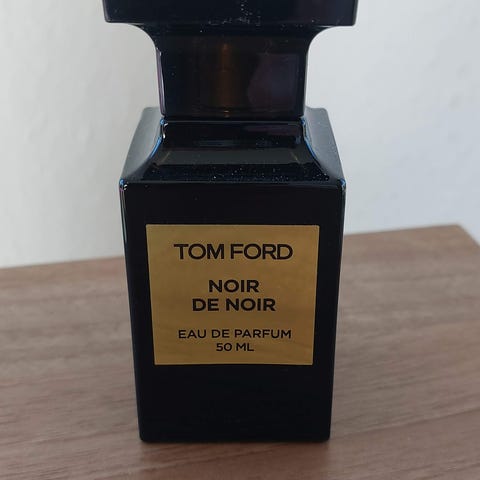 TOM FORD
NOIR
DE NOIR
EAU DE PARFUM
50 ML